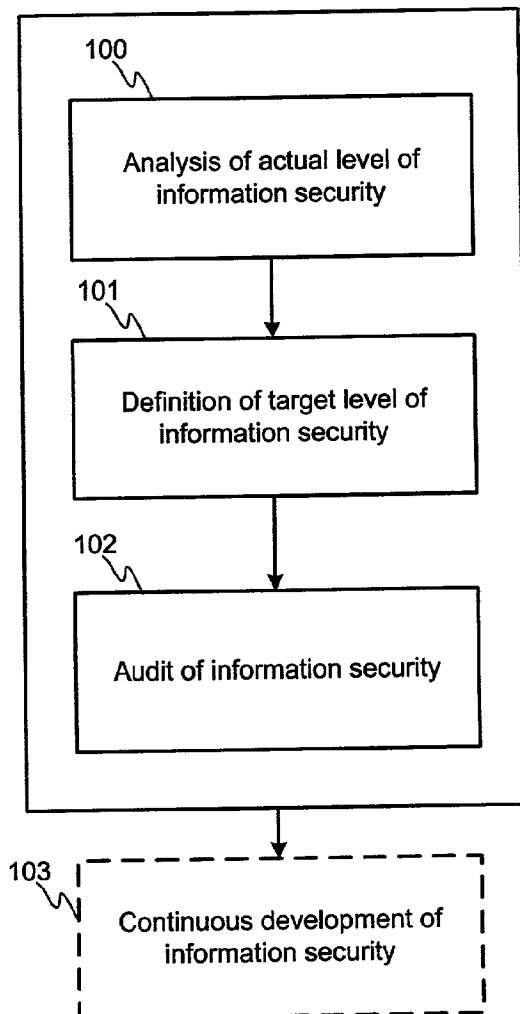 100
Analysis of actual level of
information security
101
Definition of target level of
information security
102
Audit of information security
103
Continuous development of
information security